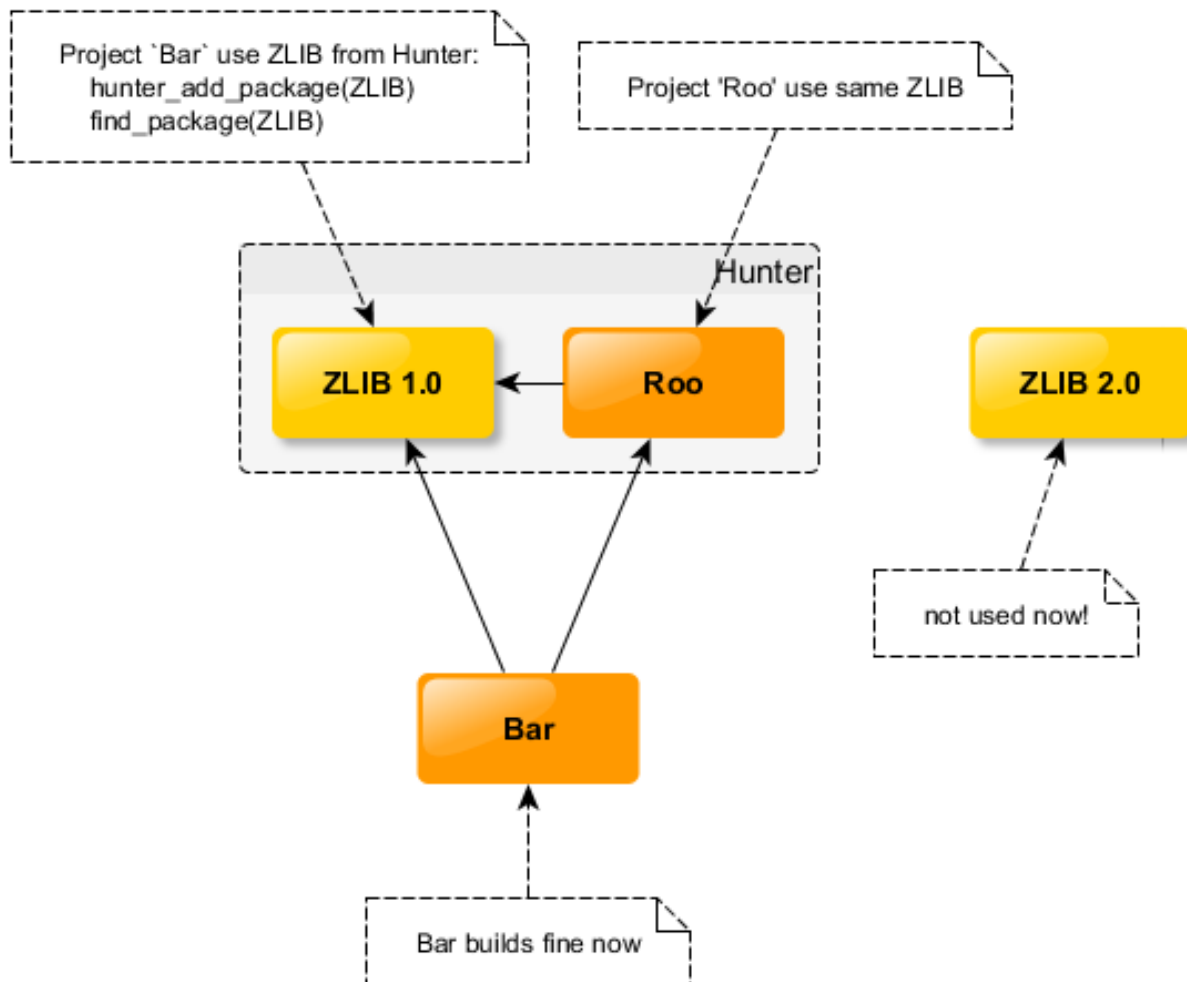 Project `Bar` use ZLIB from Hunter:
hunter_add_package(ZLIB)
find_package(ZLIB)
Project 'Roo' use same ZLIB
Hunter
ZLIB 1.0
Roo
ZLIB 2.0
not used now!
Bar
Bar builds fine now